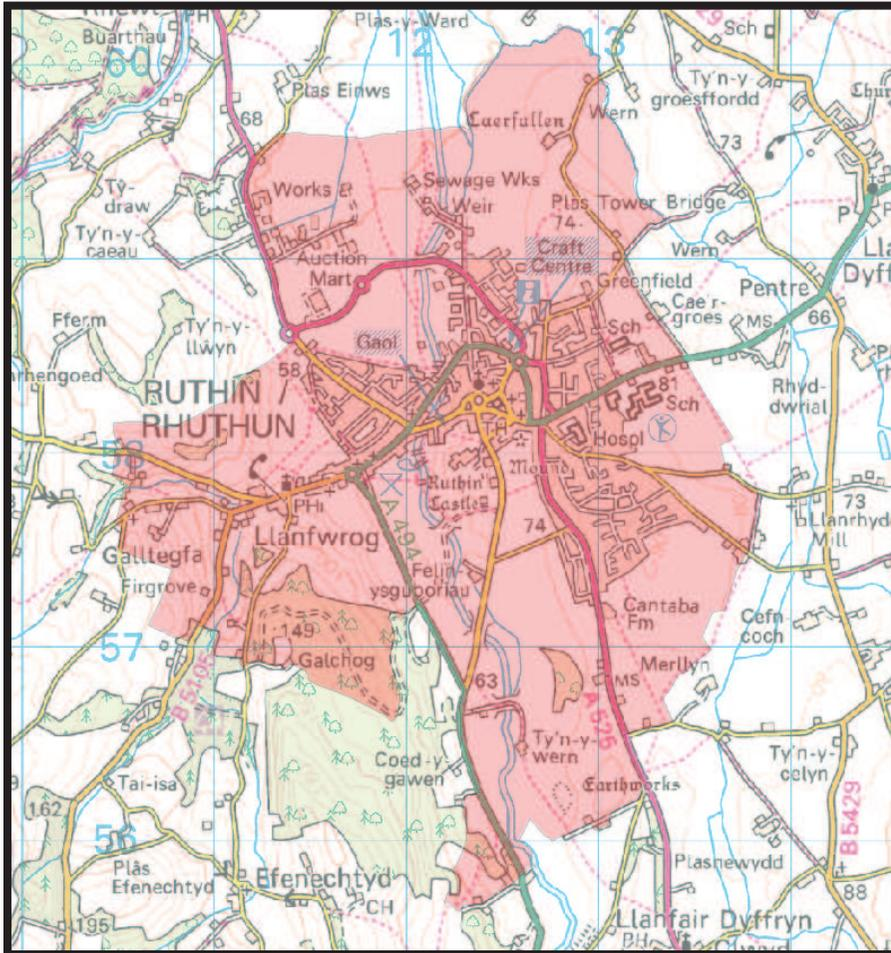 Plas-y-Ward
PH
29
Buarthau
60
12
13
Sch
Plas Einws
Ty'n-y-
groesffordd
Wern
Caerfallen
68
73
Tŷ-
draw
Works
Sewage Wks
Weir
Plas Tower Bridge
74
Ty'n-y-
caeau
Auction
Mart
Craft
Centre
Wern
Greenfield
Pentre
Cae'r-
groes
Fferm
Ty'n-y-
llwyn
Gaol
Sch
MS
66
58
RUTHIN /
RHUTHUN
81
Sch
Rhyd-
dwrial
Hospl
58
Ruthin
Castle
Mound
PH
Llanfwrog
A 494
74
73
Llanrhyd
Mill
Galltegfa
Firgrove
Felin-
ysguboriau
Cantaba
Fm
Cefn
coch
57
149
Galchog
Merllyn
63
MS
B 5105
A 525
Ty'n-y-
wern
Coed-y-
gawen
Ty'n-y-
celyn
Tai-isa
Earthworks
162
B 5429
56
Plâs
Efenechtyd
Efenechtyd
CH
Plasnewydd
88
195
Llanfair Dyffryn
PH